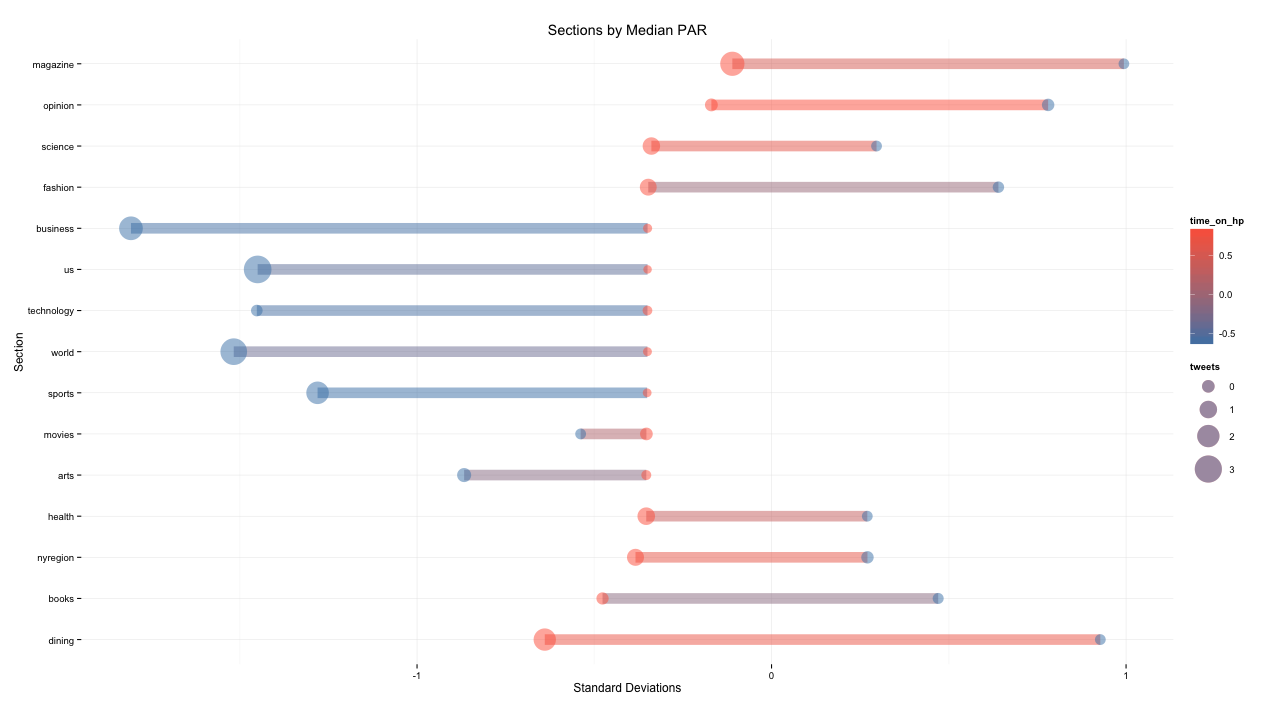 Sections by Median PAR
Section
magazine
opinion
science
fashion
business
us
technology
world
sports
movies
arts
health
nyregion
books
dining
-1
0
1
Standard Deviations
time_on_hp
0.5
0.0
-0.5
tweets
0
1
2
3